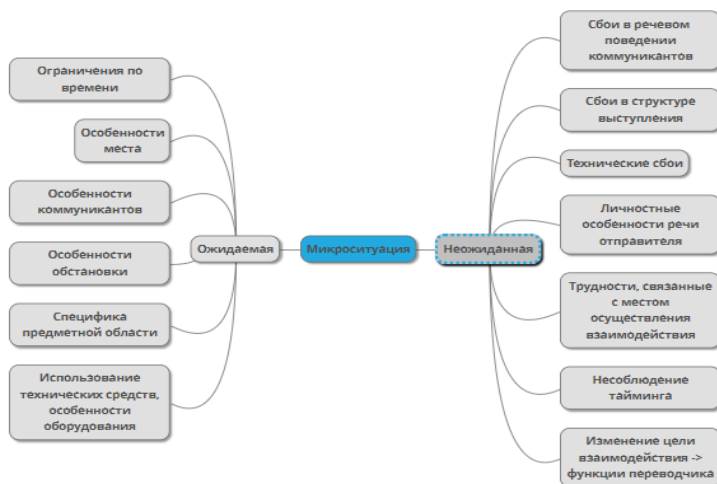 Ограничения по
времени
Особенности
места
Особенности
коммуникантов
Особенности
обстановки
Специфика
предметной области
Использование
технических средств,
особенности
оборудования
Ожидаемая
Микроситуация
Неожиданная
Сбои в речевом
поведении
коммуникантов
Сбои в структуре
выступления
Технические сбои
Личностные
особенности речи
отправителя
Трудности, связанные
с местом
осуществления
взаимодействия
Несоблюдение
тайминга
Изменение цели
взаимодействия ->
функции переводчика